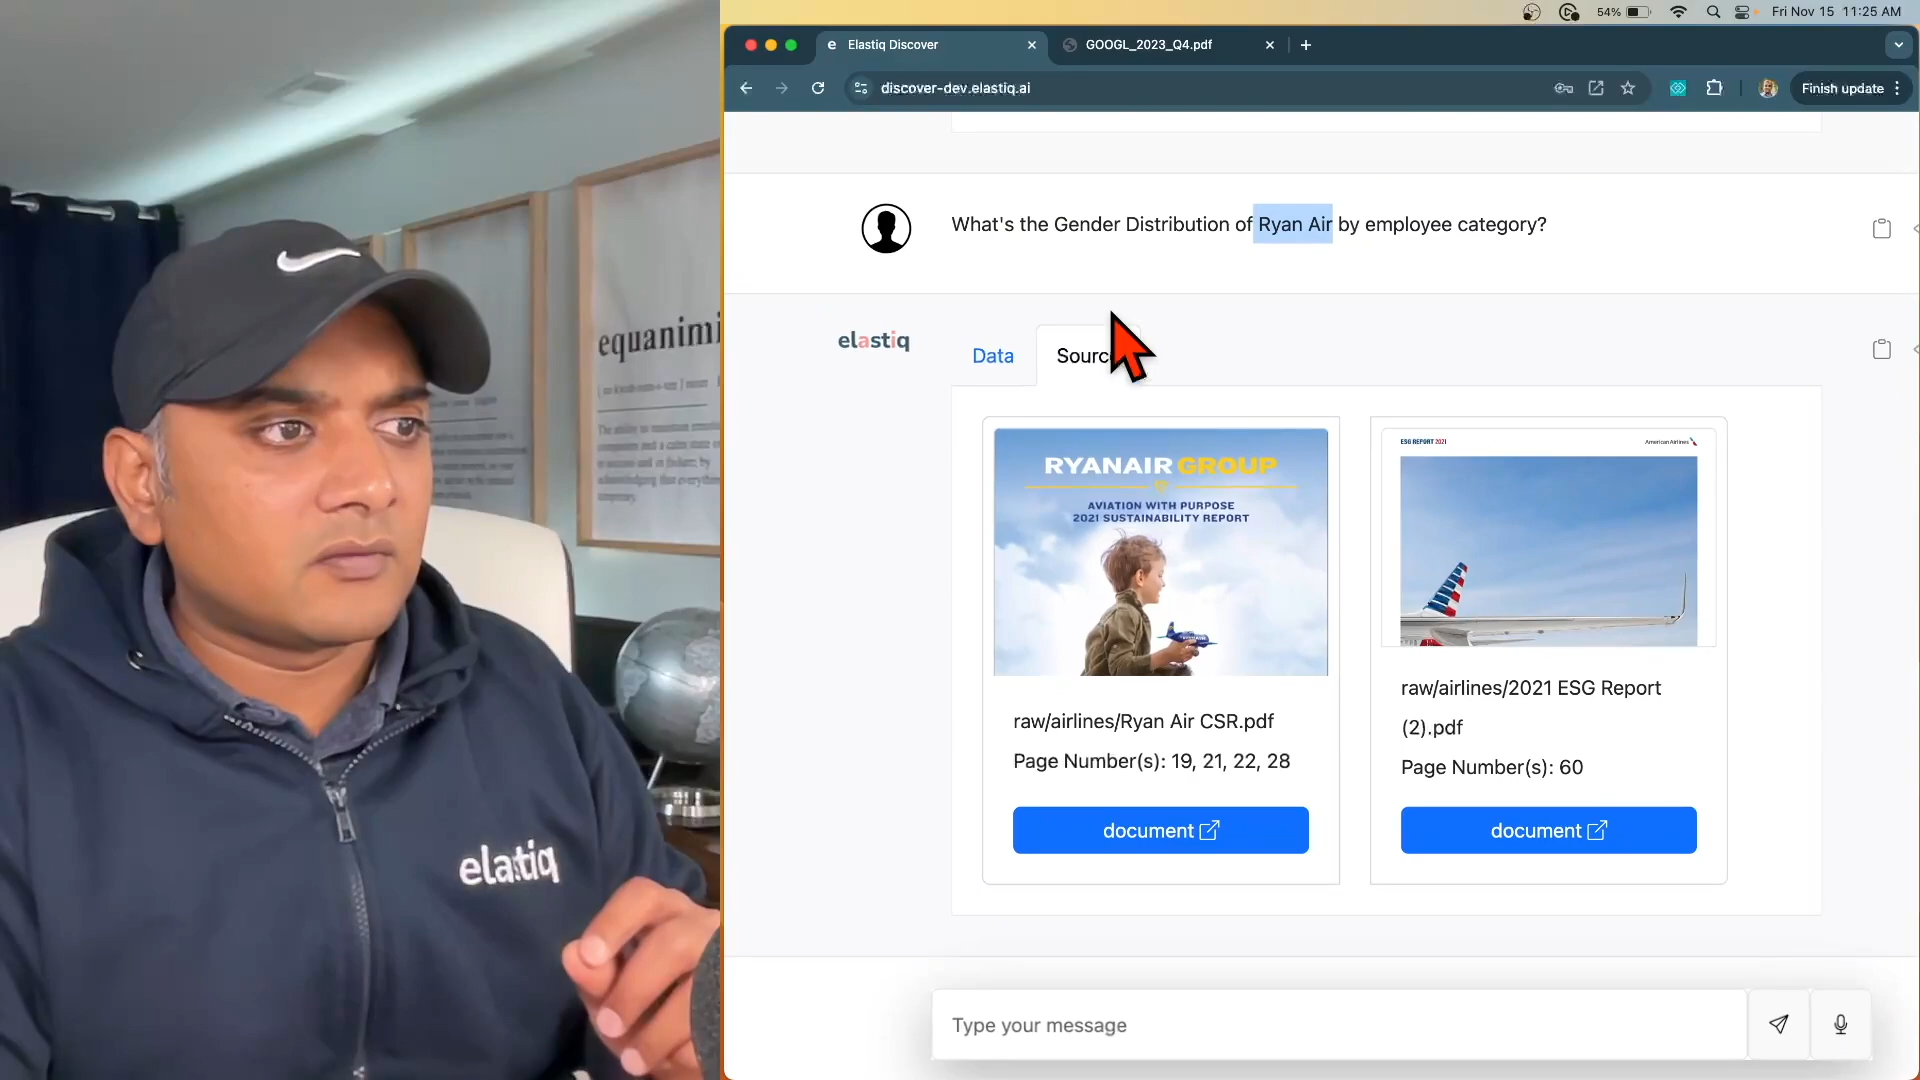 54%
Fri Nov 15 11:25 AM
Elastiq Discover
GOOGL_2023_Q4.pdf
discover-dev.elastiq.ai
Finish update
What's the Gender Distribution of Ryan Air by employee category?
elastiq
Data
Sourc
RYANAIR GROUP
AVIATION WITH PURPOSE
2021 SUSTAINABILITY REPORT
raw/airlines/Ryan Air CSR.pdf
Page Number(s): 19, 21, 22, 28
document
ESG REPORT 2021
American Airlines
raw/airlines/2021 ESG Report
(2).pdf
Page Number(s): 60
document
Type your message
equanimi
elastiq